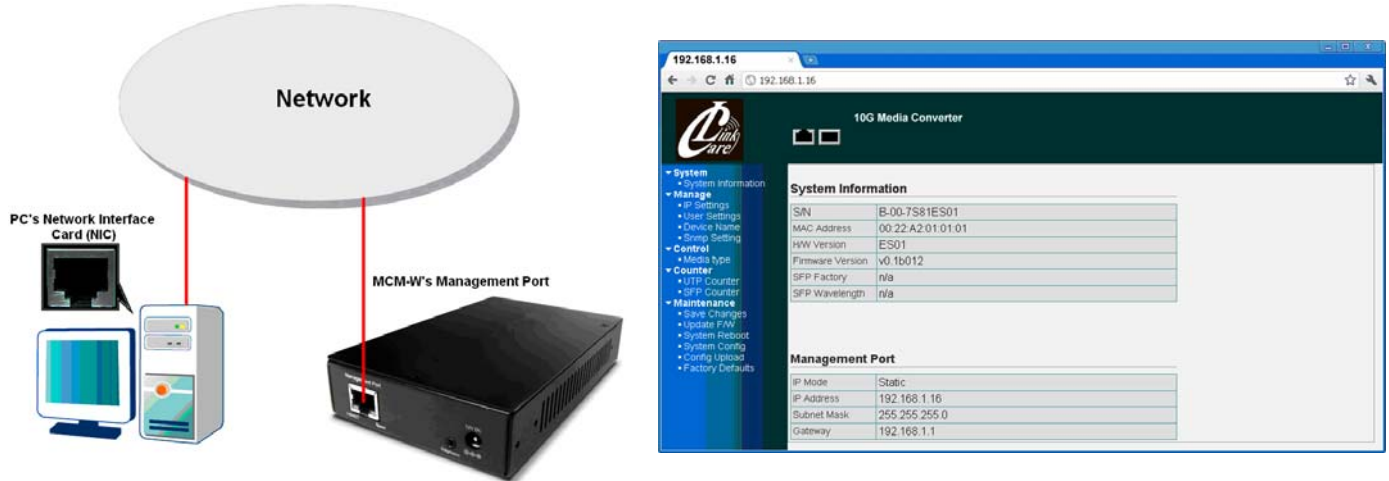 Network
PC's Network Interface
Card (NIC)
MCM-W's Management Port
Management Port
192.168.1.16
192.168.1.16
Link
Care
10G Media Converter
System
System Information
Manage
IP Settings
User Settings
Device Name
Snmp Setting
Control
Media type
Counter
UTP Counter
SFP Counter
Maintenance
Save Changes
Update F/W
System Reboot
System Config
Config Upload
Factory Defaults
System Information
S/N B-00-7S81ES01
MAC Address 00:22:A2:01:01:01
H/W Version ES01
Firmware Version v0.1b012
SFP Factory n/a
SFP Wavelength n/a
Management Port
IP Mode Static
IP Address 192.168.1.16
Subnet Mask 255.255.255.0
Gateway 192.168.1.1